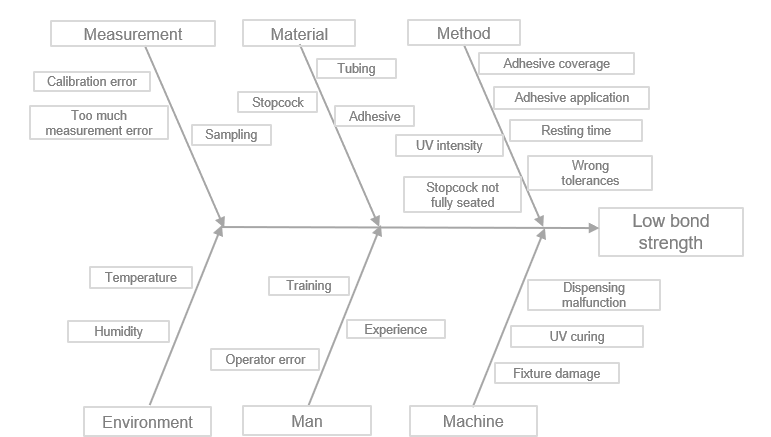 Measurement
Material
Method
Calibration error
Too much
measurement error
Sampling
Tubing
Stopcock
Adhesive
Adhesive coverage
Adhesive application
Resting time
UV intensity
Wrong
tolerances
Stopcock not
fully seated
Low bond
strength
Temperature
Humidity
Training
Experience
Operator error
Dispensing
malfunction
UV curing
Fixture damage
Environment
Man
Machine